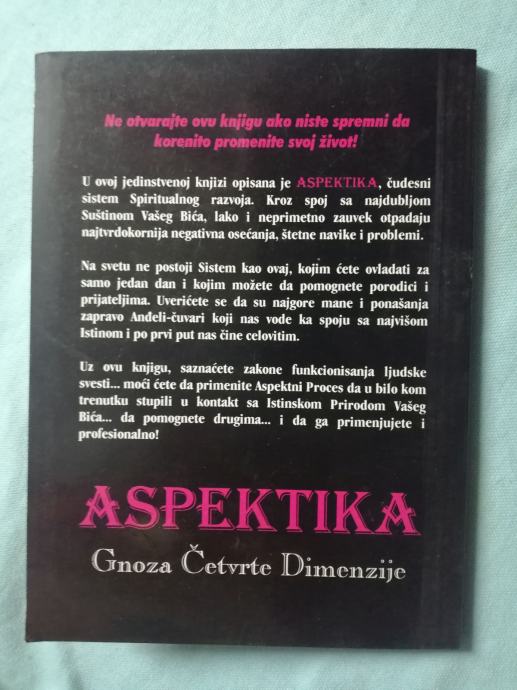 Ne otvarajte ovu knjigu ako niste spremni da
korenito promenite svoj život!
U ovoj jedinstvenoj knjizi opisana je ASPEKTIKA, čudesni
sistem Spiritualnog razvoja. Kroz spoj sa najdubljom
Suštinom Vašeg Bića, lako i neprimetno zauvek otpadaju
najtvrdokornija negativna osećanja, štetne navike i problemi.
Na svetu ne postoji Sistem kao ovaj, kojim ćete ovladati za
samo jedan dan i kojim možete da pomognete porodici i
prijateljima. Uverićete se da su najgore mane i ponašanja
zapravo Anđeli-čuvari koji nas vode ka spoju sa najvišom
Istinom i po prvi put nas čine celovitim.
Uz ovu knjigu, saznaćete zakone funkcionisanja ljudske
svesti... moći ćete da primenite Aspektni Proces da u bilo kom
trenutku stupili u kontakt sa Istinskom Prirodom Vašeg
Bića... da pomognete drugima... i da ga primenjujete i
profesionalno!
ASPEKTIKA
Gnoza Četvrte Dimenzije